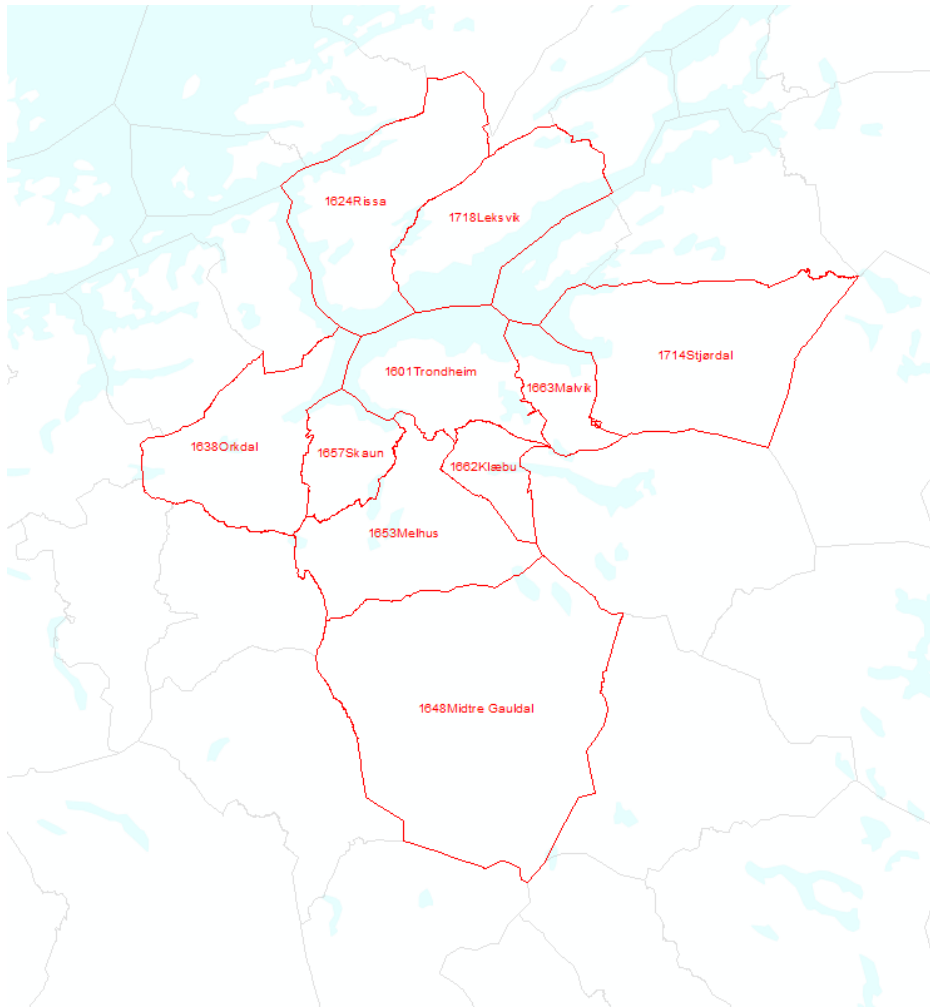 1624Rissa
1718Leksvik
1714Stjørdal
1601Trondheim
1663Malvik
1638Orkdal
1657Skaun
1662Klæbu
1653Melhus
1648Midtre Gauldal